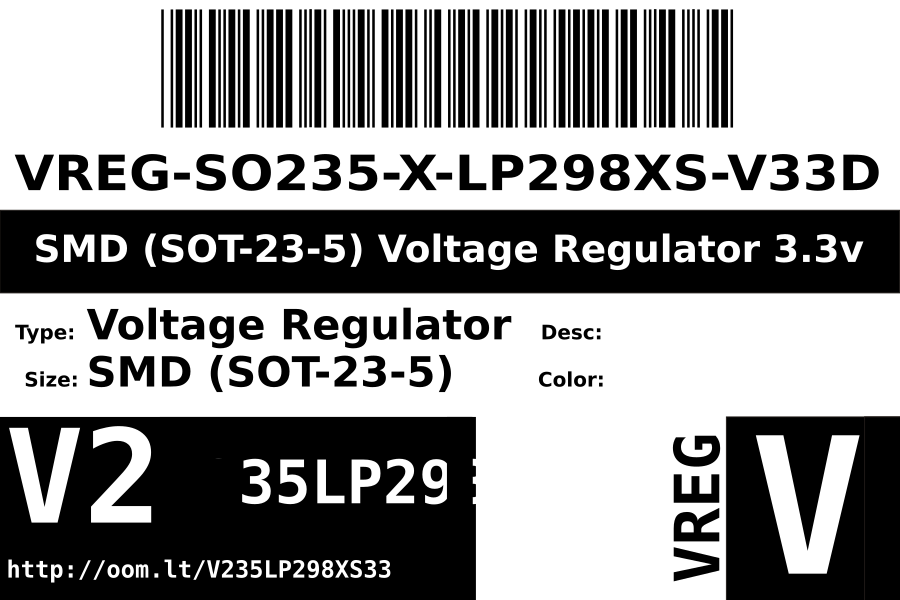 VREG-SO235-X-LP298XS-V33D
SMD (SOT-23-5) Voltage Regulator 3.3v
Type: Voltage Regulator Desc:
Size: SMD (SOT-23-5) Color:
V2 35LP29
http://oom.lt/V235LP298XS33
VREG
V